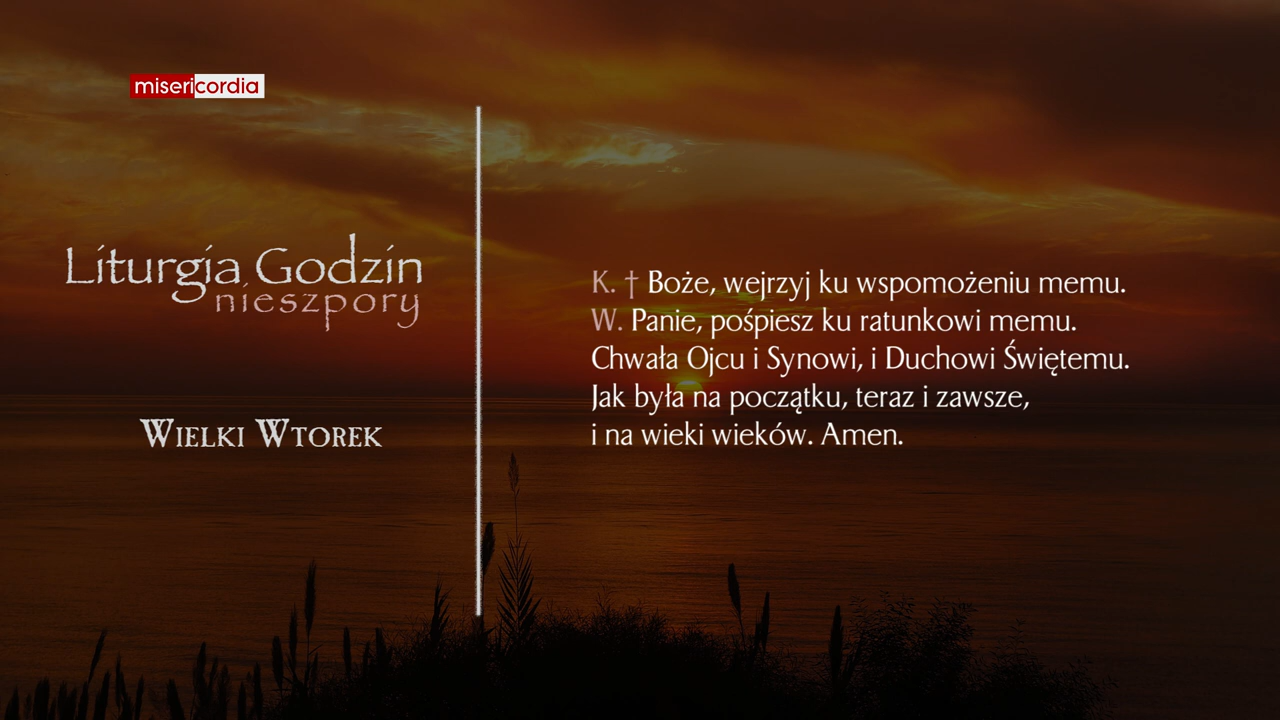 misericordia
Liturgia Godzin
nieszpory
Wielki Wtorek
K. † Boże, wejrzyj ku wspomożeniu memu.
W. Panie, pośpiesz ku ratunkowi memu.
Chwała Ojcu i Synowi, i Duchowi Świętemu.
Jak była na początku, teraz i zawsze,
i na wieki wieków. Amen.